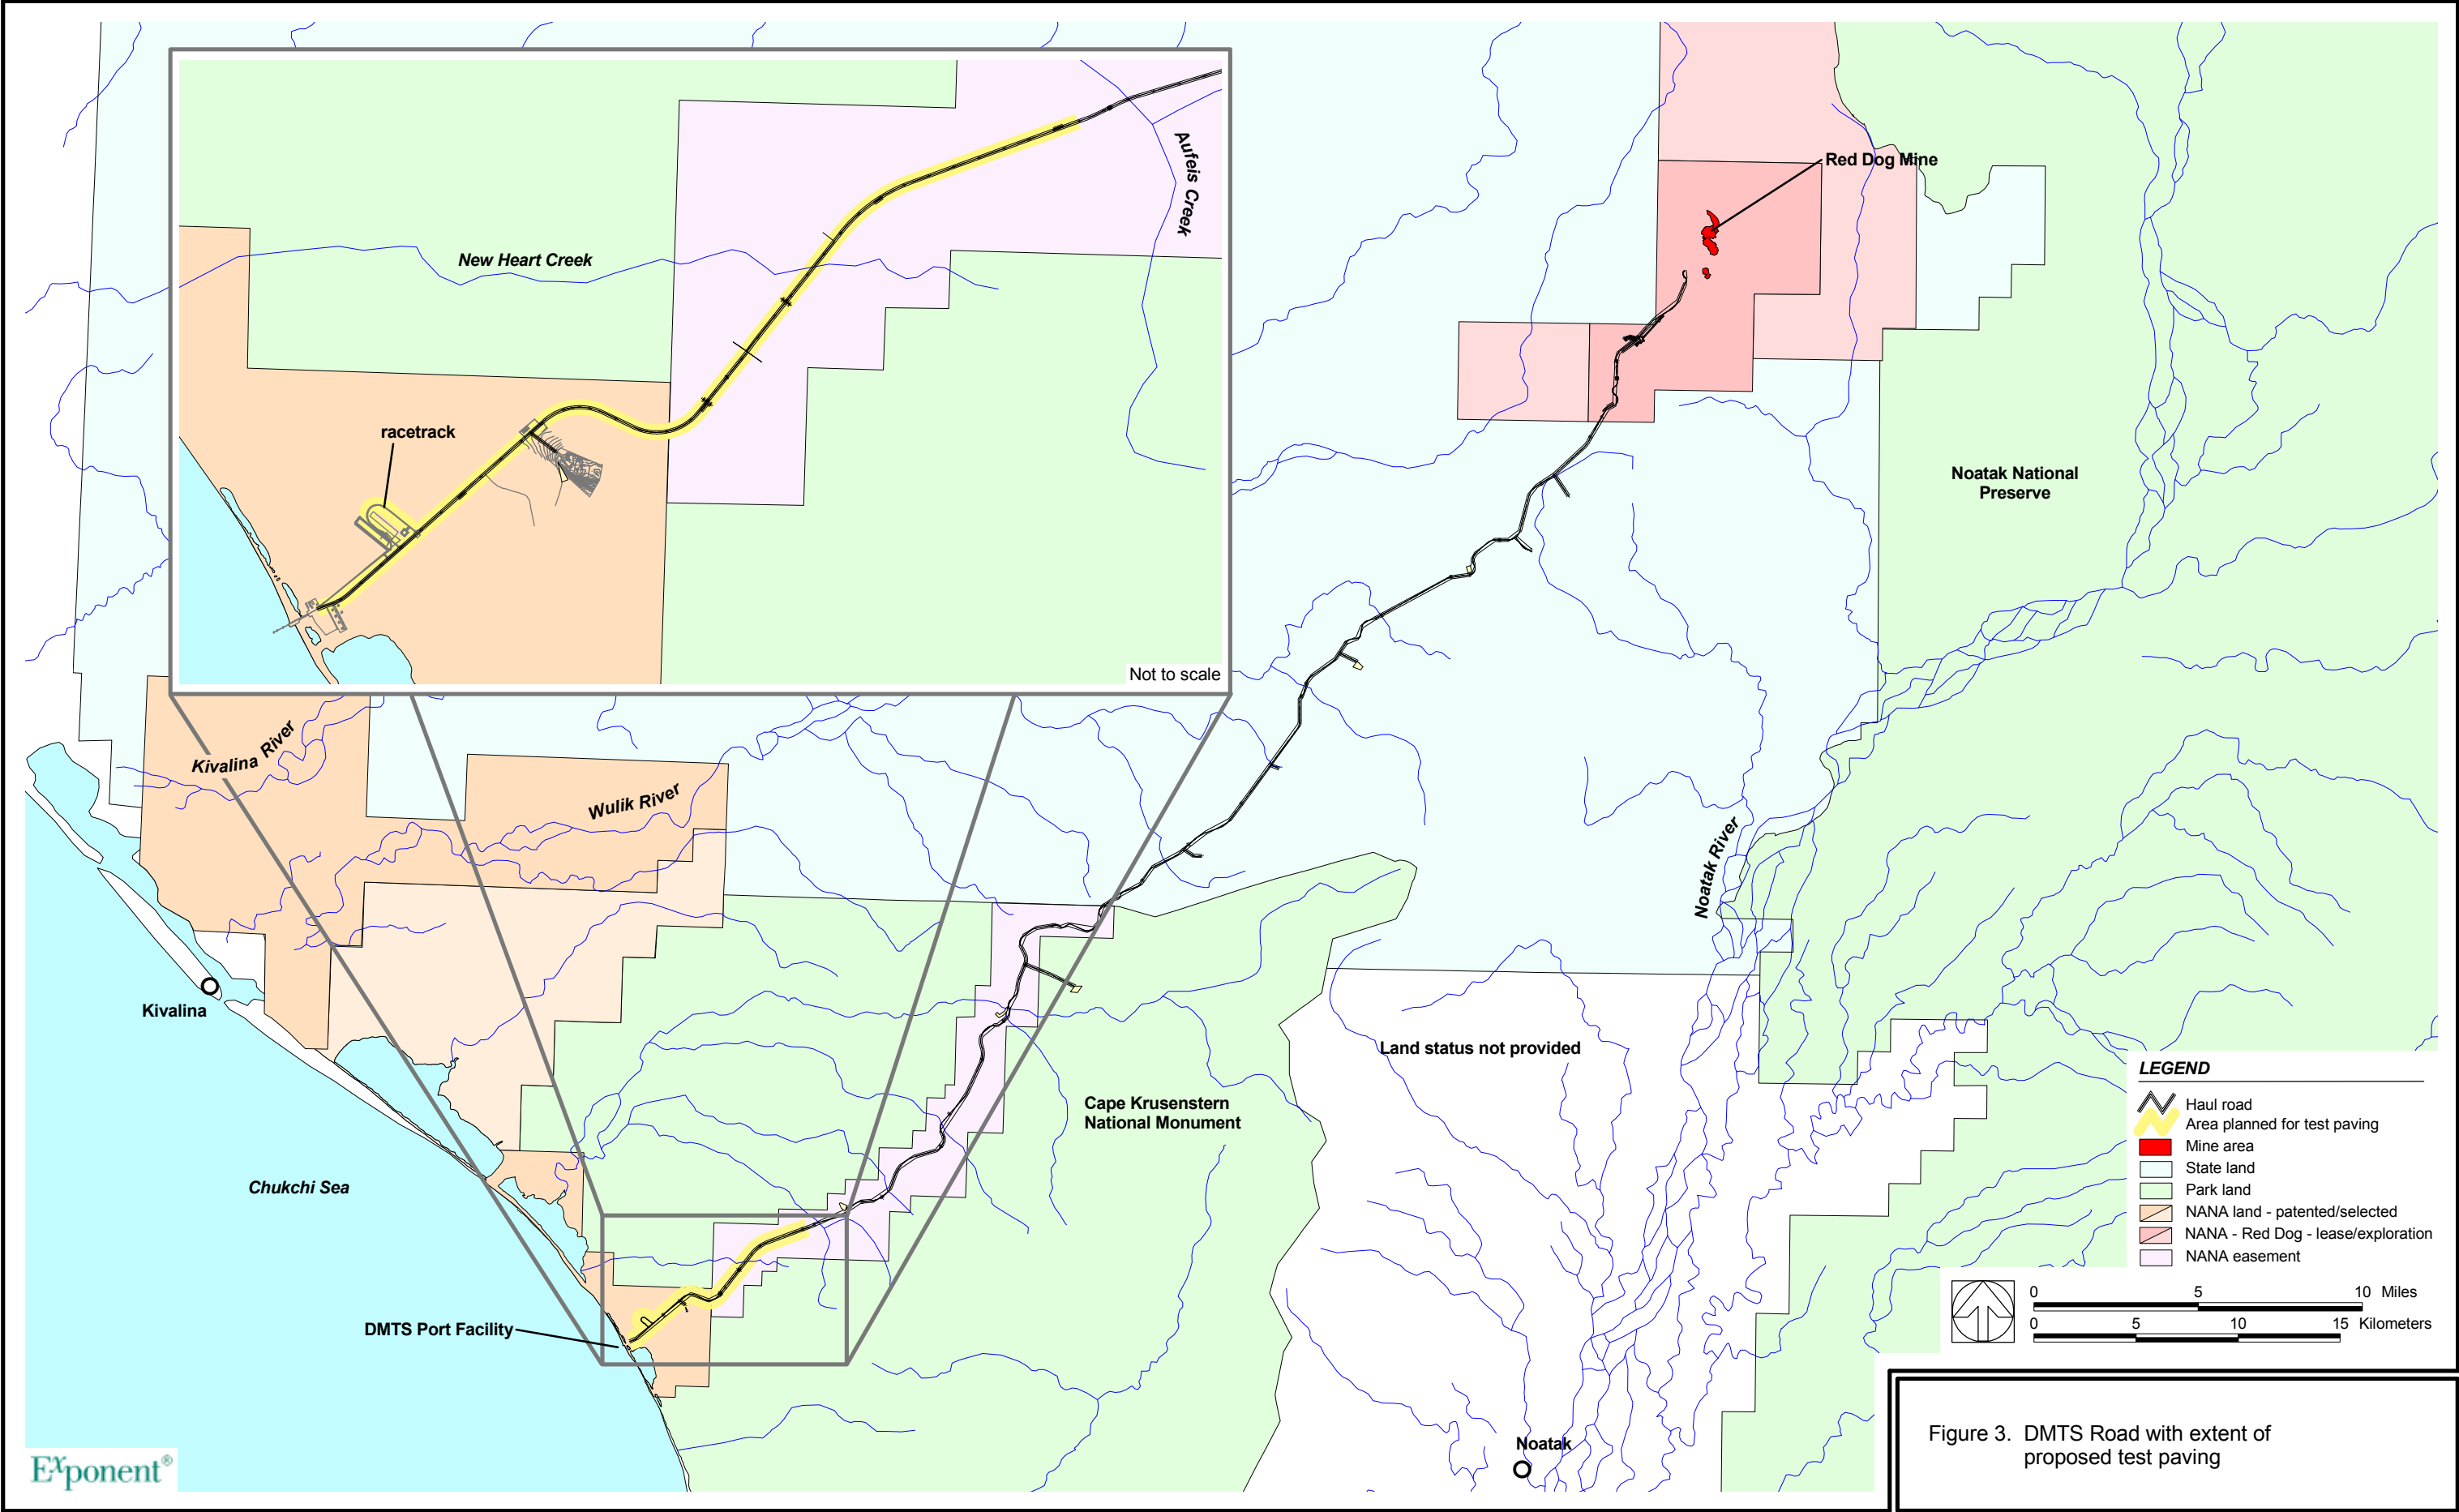 Aufeis Creek
New Heart Creek
racetrack
Not to scale
Red Dog Mine
Noatak National
Preserve
Kivalina River
Wulik River
Noatak River
Kivalina
Land status not provided
Cape Krusenstern
National Monument
Chukchi Sea
DMTS Port Facility
Noatak
LEGEND
Haul road
Area planned for test paving
Mine area
State land
Park land
NANA land - patented/selected
NANA - Red Dog - lease/exploration
NANA easement
0 5 10 Miles
0 5 10 15 Kilometers
Exponent®
Figure 3. DMTS Road with extent of
proposed test paving